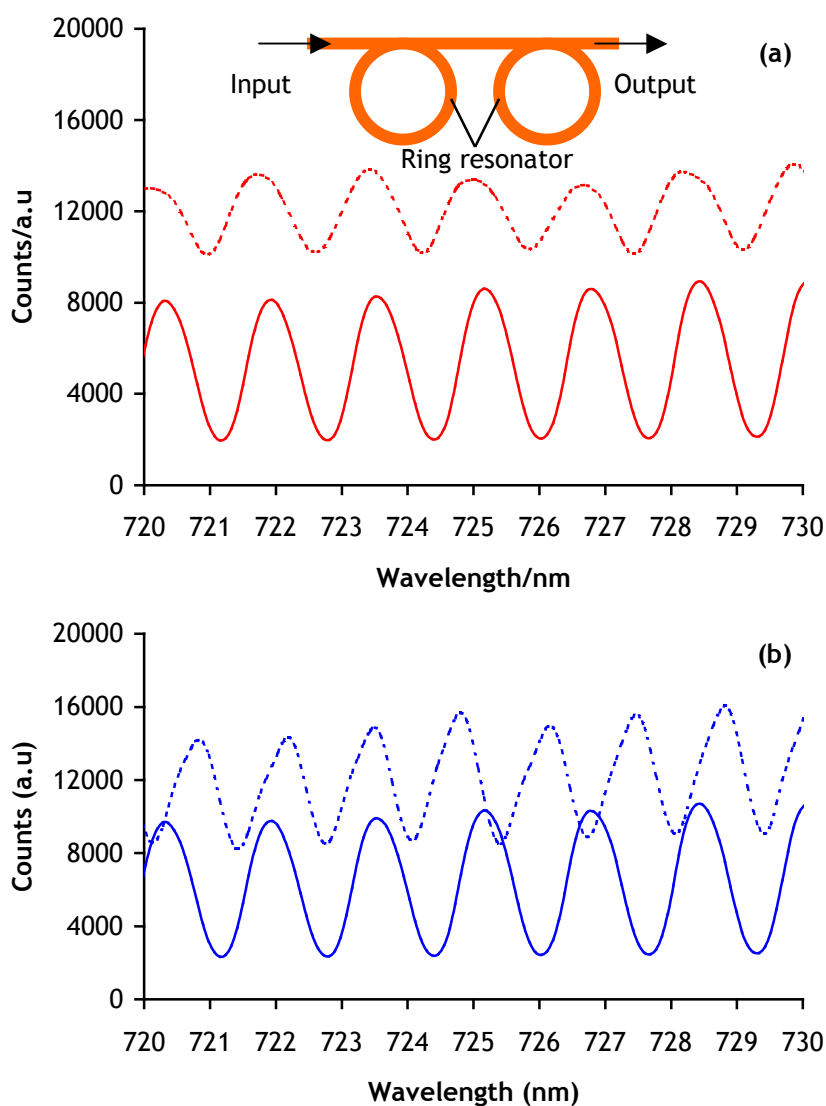 20000
(a)
Input
Output
16000
Ring resonator
12000
Counts/a.u
8000
4000
0
720 721 722 723 724 725 726 727 728 729 730
Wavelength/nm
20000
(b)
16000
12000
Counts (a.u)
8000
4000
0
720 721 722 723 724 725 726 727 728 729 730
Wavelength (nm)